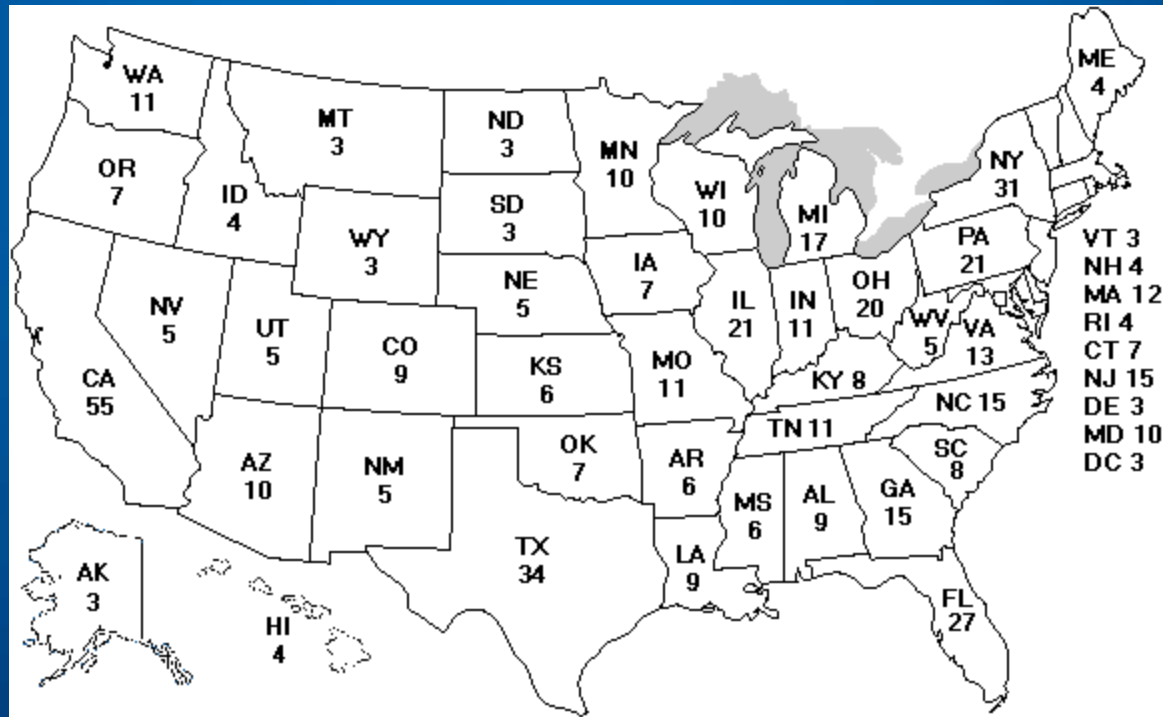 WA
11
MT
3
ND
3
MN
10
ME
4
OR
7
ID
4
SD
3
WI
10
MI
17
NY
31
WY
3
NE
5
IA
7
PA
21
NV
5
UT
5
CO
9
KS
6
MO
11
IL
21
IN
11
OH
20
WV
5
VA
13
CA
55
KY 8
NC 15
TN 11
AZ
10
NM
5
OK
7
AR
6
SC
8
MS
6
AL
9
GA
15
TX
34
LA
9
FL
27
AK
3
HI
4
VT 3
NH 4
MA 12
RI 4
CT 7
NJ 15
DE 3
MD 10
DC 3